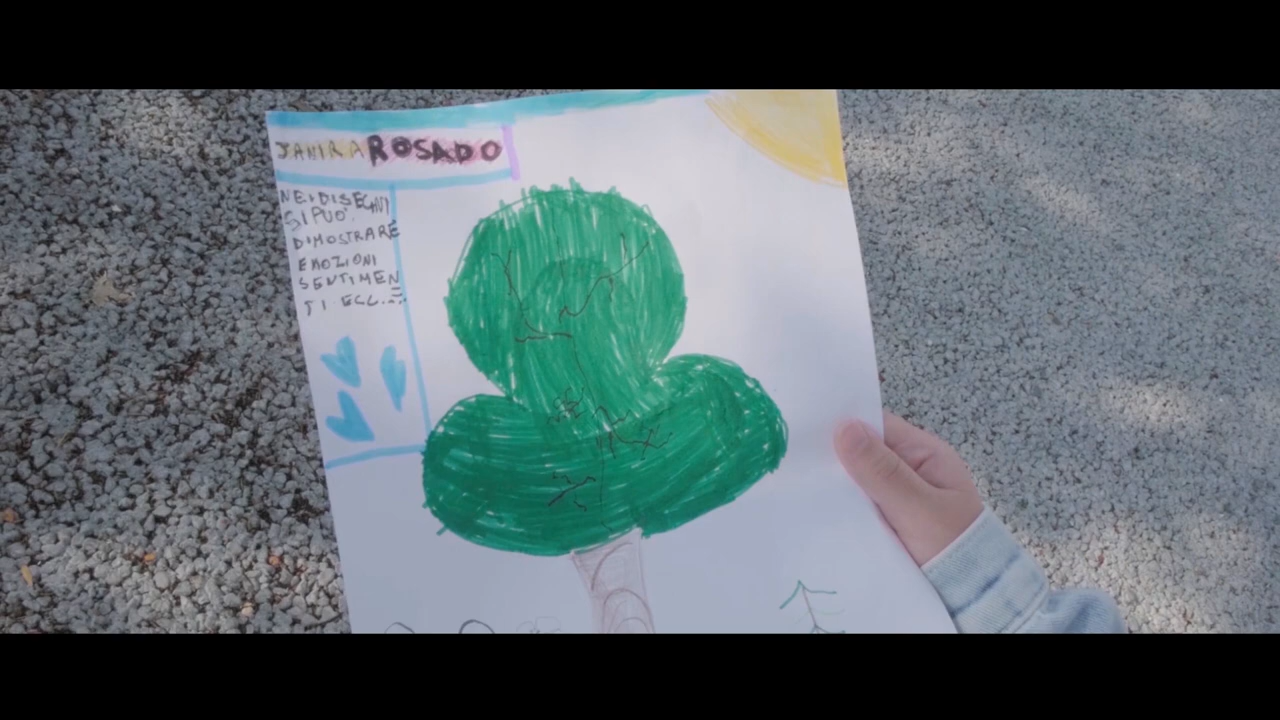 JANIRA ROSADO
NEI DISEGNI
SI PUO'
DIMOSTRARE
EMOZIONI
SENTIMEN
TI ECC...